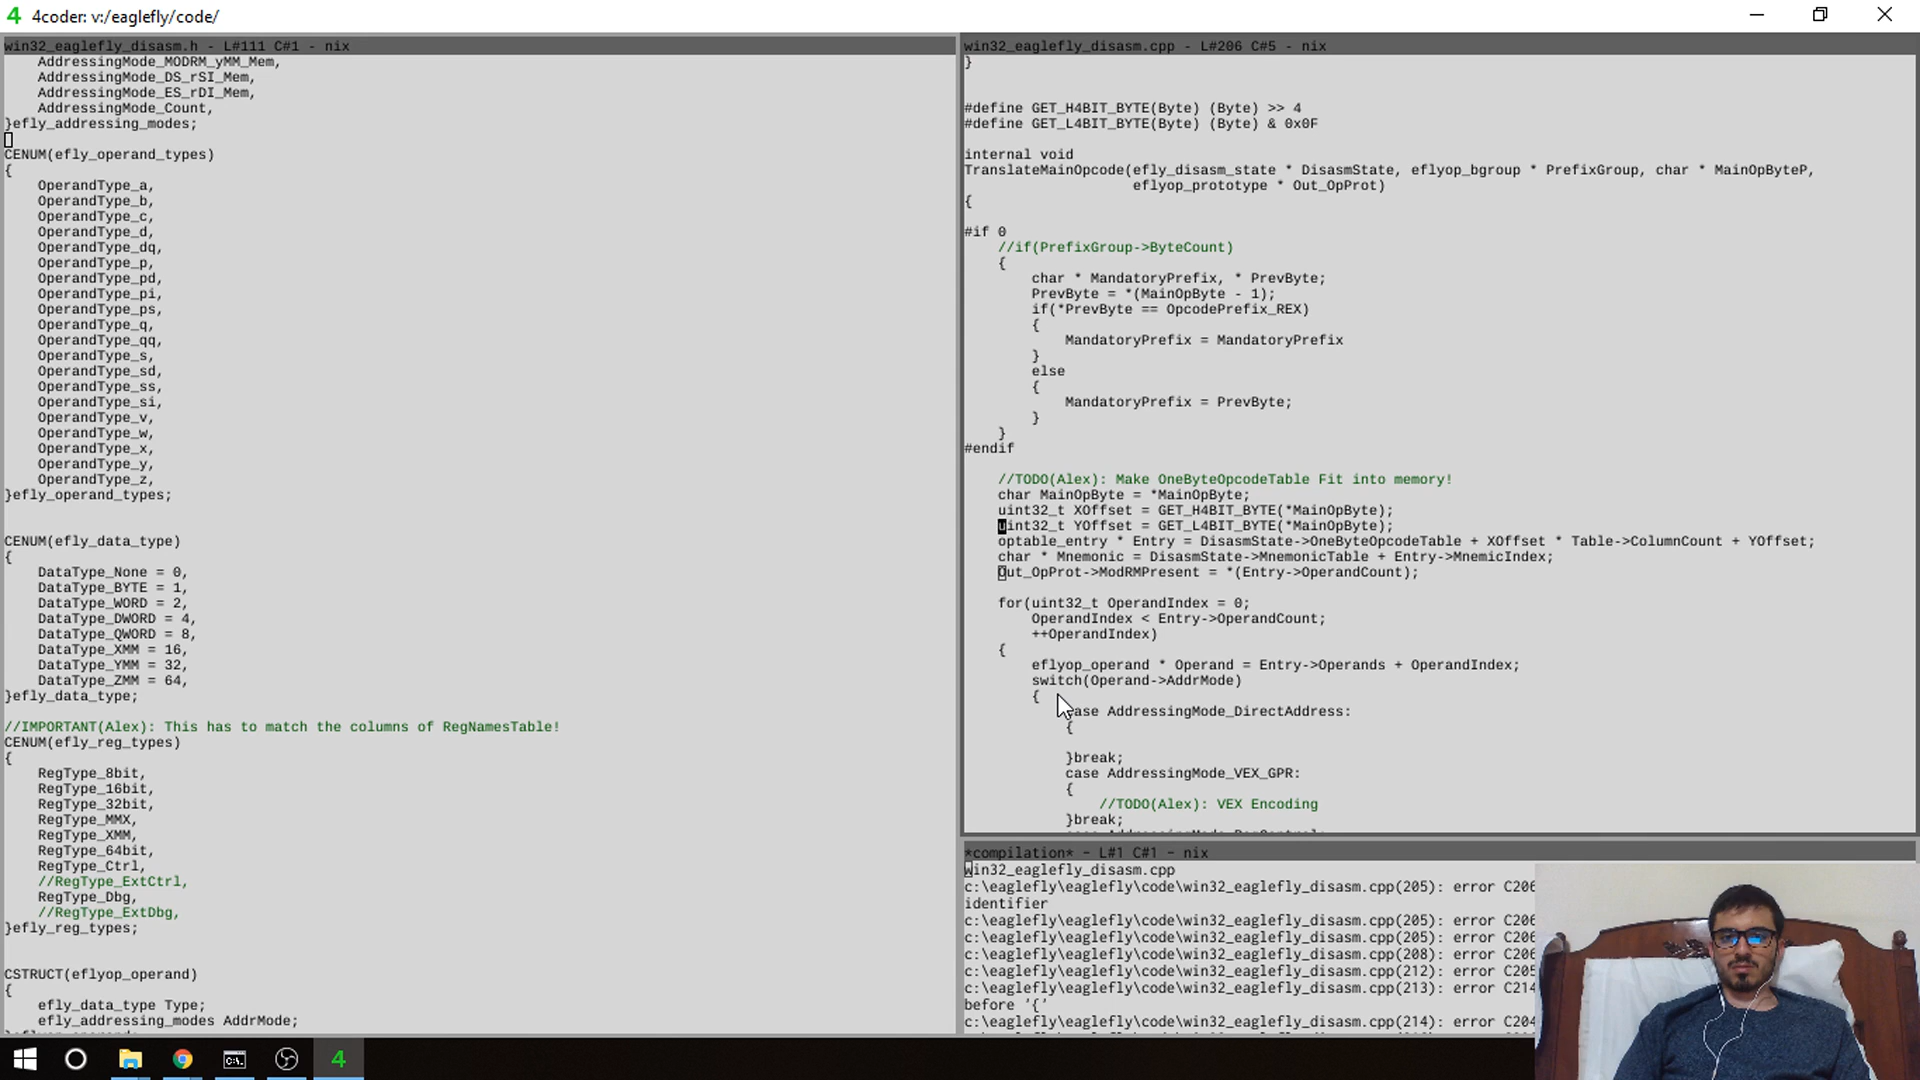 4 4coder: v:/eaglefly/code/
win32_eaglefly_disasm.h - L#111 C#1 - nix
AddressingMode_MODRM_yMM_Mem,
AddressingMode_DS_rSI_Mem,
AddressingMode_ES_rDI_Mem,
AddressingMode_Count,
}efly_addressing_modes;
CENUM(efly_operand_types)
{
OperandType_a,
OperandType_b,
OperandType_c,
OperandType_d,
OperandType_dq,
OperandType_p,
OperandType_pd,
OperandType_pi,
OperandType_ps,
OperandType_q,
OperandType_qq,
OperandType_s,
OperandType_sd,
OperandType_ss,
OperandType_si,
OperandType_v,
OperandType_w,
OperandType_x,
OperandType_y,
OperandType_z,
}efly_operand_types;
CENUM(efly_data_type)
{
DataType_None = 0,
DataType_BYTE = 1,
DataType_WORD = 2,
DataType_DWORD = 4,
DataType_QWORD = 8,
DataType_XMM = 16,
DataType_YMM = 32,
DataType_ZMM = 64,
}efly_data_type;
//IMPORTANT(Alex): This has to match the columns of RegNamesTable!
CENUM(efly_reg_types)
{
RegType_8bit,
RegType_16bit,
RegType_32bit,
RegType_MMX,
RegType_XMM,
RegType_64bit,
RegType_Ctrl,
//RegType_ExtCtrl,
RegType_Dbg,
//RegType_ExtDbg,
}efly_reg_types;
CSTRUCT(eflyop_operand)
{
efly_data_type Type;
efly_addressing_modes AddrMode;
win32_eaglefly_disasm.cpp - L#206 C#5 - nix
}
#define GET_H4BIT_BYTE(Byte) (Byte) >> 4
#define GET_L4BIT_BYTE(Byte) (Byte) & 0x0F
internal void
TranslateMainOpcode(efly_disasm_state * DisasmState, eflyop_bgroup * PrefixGroup, char * MainOpByteP,
eflyop_prototype * Out_OpProt)
{
#if 0
//if(PrefixGroup->ByteCount)
{
char * MandatoryPrefix, * PrevByte;
PrevByte = *(MainOpByte - 1);
if(*PrevByte == OpcodePrefix_REX)
{
MandatoryPrefix = MandatoryPrefix
}
else
{
MandatoryPrefix = PrevByte;
}
}
#endif
//TODO(Alex): Make OneByteOpcodeTable Fit into memory!
char MainOpByte = *MainOpByte;
uint32_t XOffset = GET_H4BIT_BYTE(*MainOpByte);
uint32_t YOffset = GET_L4BIT_BYTE(*MainOpByte);
optable_entry * Entry = DisasmState->OneByteOpcodeTable + XOffset * Table->ColumnCount + YOffset;
char * Mnemonic = DisasmState->MnemonicTable + Entry->MnemicIndex;
Out_OpProt->ModRMPresent = *(Entry->OperandCount);
for(uint32_t OperandIndex = 0;
OperandIndex < Entry->OperandCount;
++OperandIndex)
{
eflyop_operand * Operand = Entry->Operands + OperandIndex;
switch(Operand->AddrMode)
{
case AddressingMode_DirectAddress:
{
}break;
case AddressingMode_VEX_GPR:
{
//TODO(Alex): VEX Encoding
}break;
*compilation* - L#1 C#1 - nix
win32_eaglefly_disasm.cpp
c:\eaglefly\eaglefly\code\win32_eaglefly_disasm.cpp(205): error C206
identifier
c:\eaglefly\eaglefly\code\win32_eaglefly_disasm.cpp(205): error C206
c:\eaglefly\eaglefly\code\win32_eaglefly_disasm.cpp(205): error C206
c:\eaglefly\eaglefly\code\win32_eaglefly_disasm.cpp(208): error C206
c:\eaglefly\eaglefly\code\win32_eaglefly_disasm.cpp(212): error C205
c:\eaglefly\eaglefly\code\win32_eaglefly_disasm.cpp(213): error C214
before '{'
c:\eaglefly\eaglefly\code\win32_eaglefly_disasm.cpp(214): error C204
C:\
4